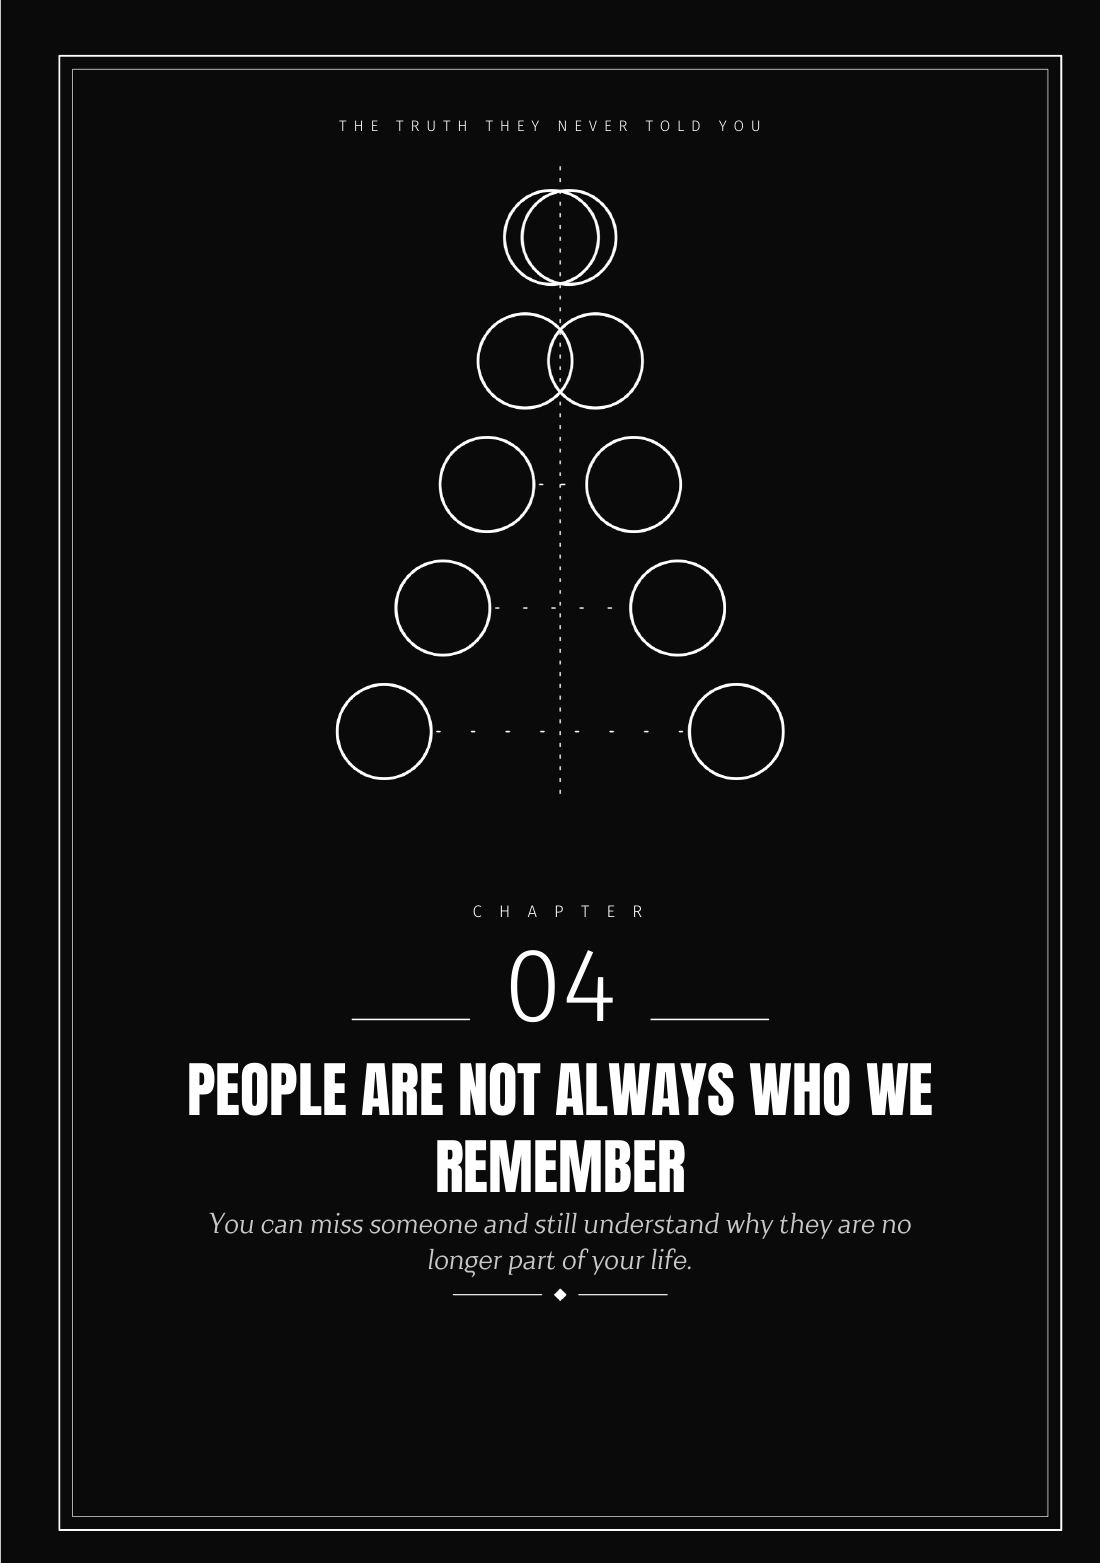 THE TRUTH THEY NEVER TOLD YOU
CHAPTER
04
PEOPLE ARE NOT ALWAYS WHO WE
REMEMBER
You can miss someone and still understand why they are no
longer part of your life.